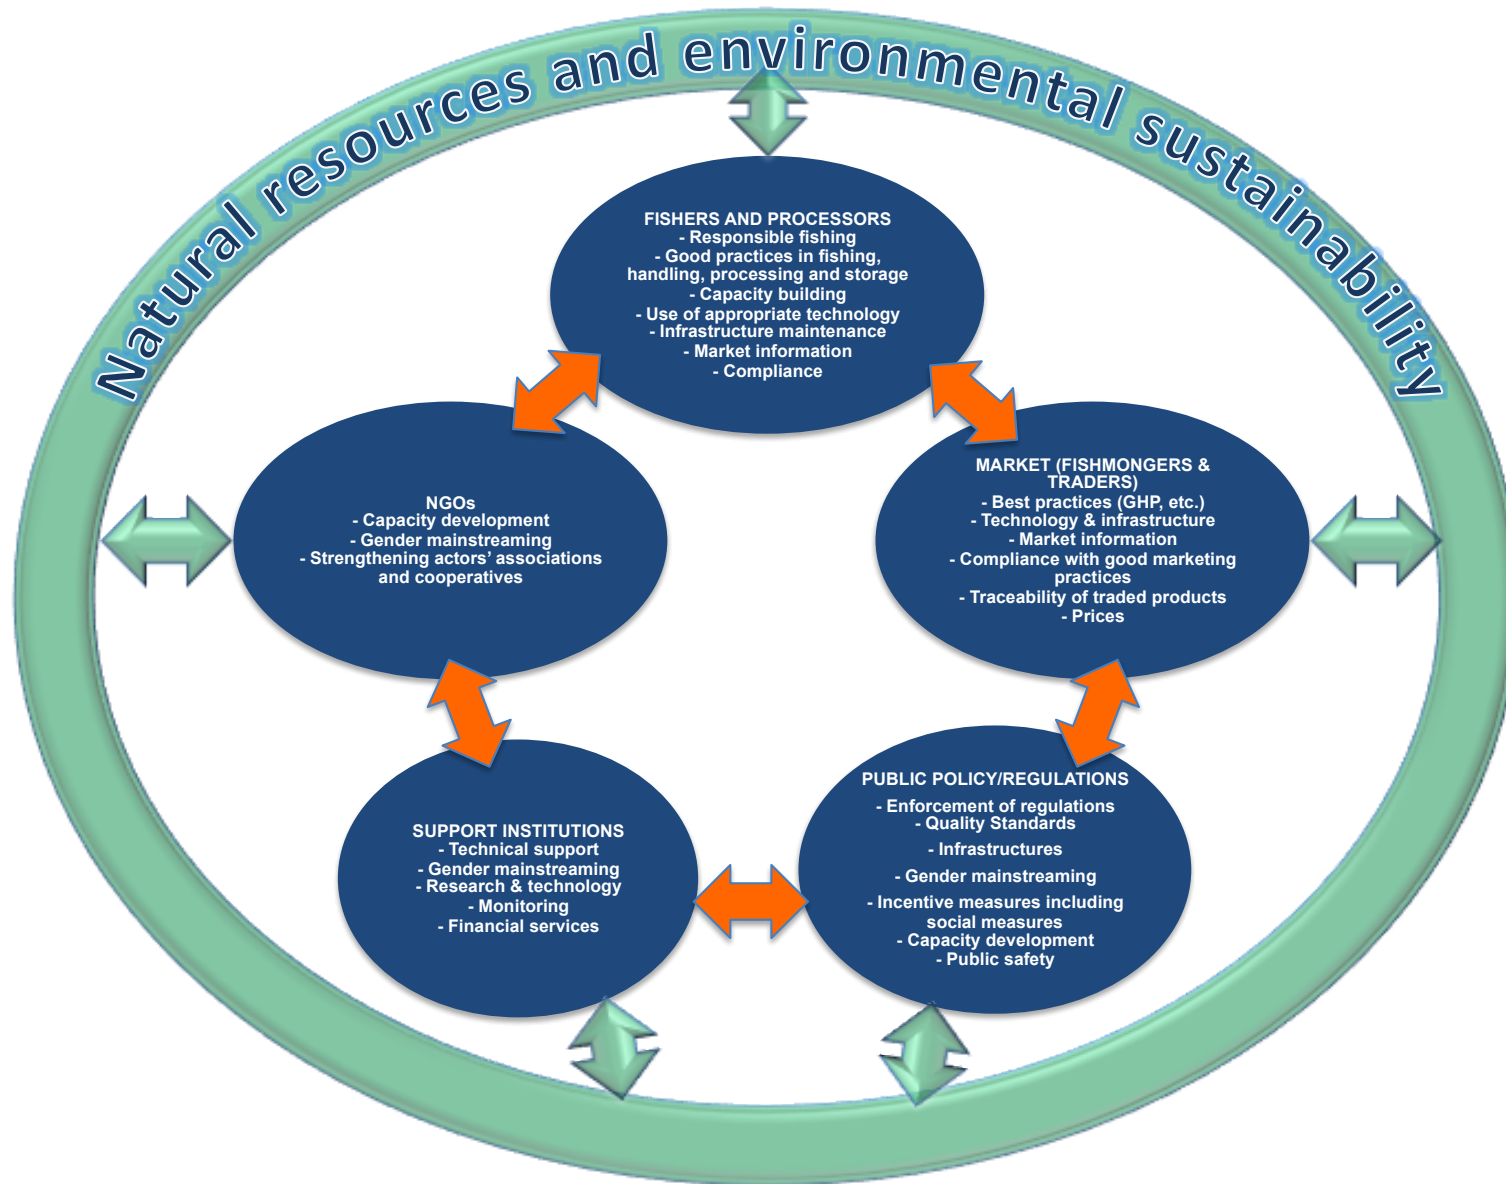 Natural resources and environmental sustainability
FISHERS AND PROCESSORS
- Responsible fishing
- Good practices in fishing,
handling, processing and storage
- Capacity building
- Use of appropriate technology
- Infrastructure maintenance
- Market information
- Compliance
NGOs
- Capacity development
- Gender mainstreaming
- Strengthening actors’ associations
and cooperatives
MARKET (FISHMONGERS &
TRADERS)
- Best practices (GHP, etc.)
- Technology & infrastructure
- Market information
- Compliance with good marketing
practices
- Traceability of traded products
- Prices
SUPPORT INSTITUTIONS
- Technical support
- Gender mainstreaming
- Research & technology
- Monitoring
- Financial services
PUBLIC POLICY/REGULATIONS
- Enforcement of regulations
- Quality Standards
- Infrastructures
- Gender mainstreaming
- Incentive measures including
social measures
- Capacity development
- Public safety